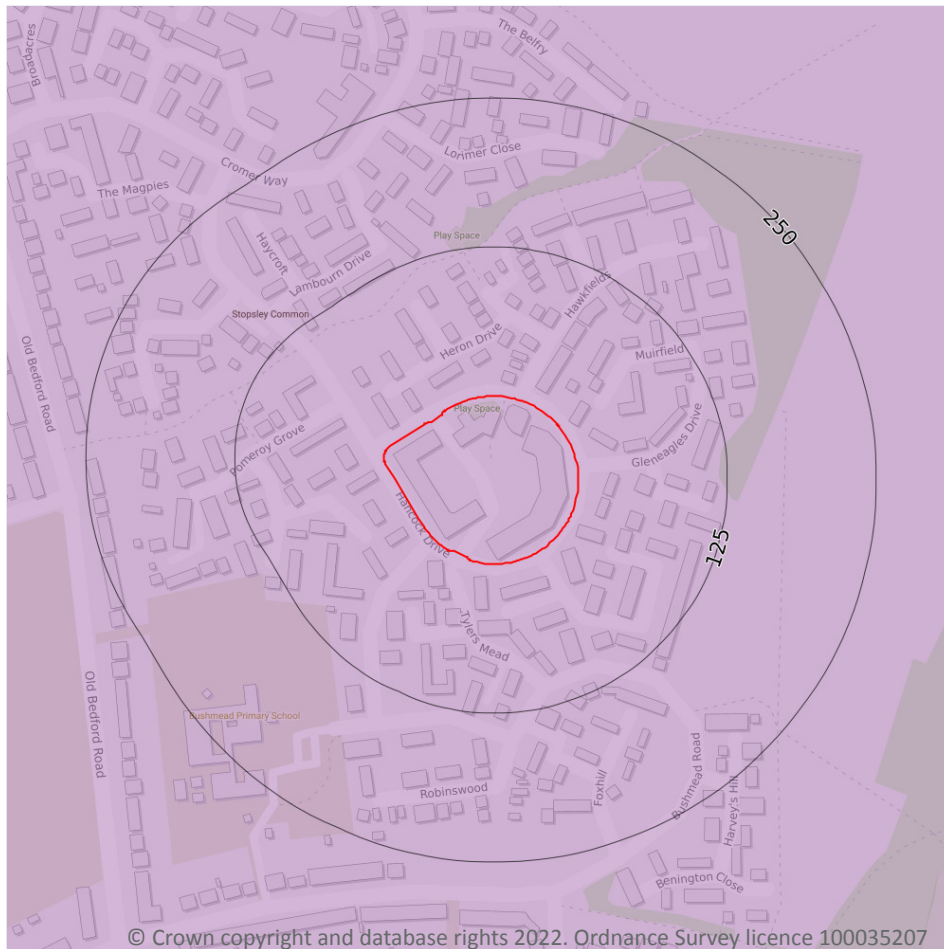 The Belfry
Broadacres
Lorimer Close
Cromer Way
The Magpies
250
Play Space
Haycroft
Lambourn Drive
Hawkfields
Stopsley Common
Heron Drive
Old Bedford Road
Muirfield
Play Space
Gleneagles Drive
Pomeroy Grove
Hancock Drive
125
Tylers Mead
Old Bedford Road
Bushmead Primary School
Bushmead Road
Foxhill
Robinswood
Harvey's Hill
Benington Close
© Crown copyright and database rights 2022. Ordnance Survey licence 100035207